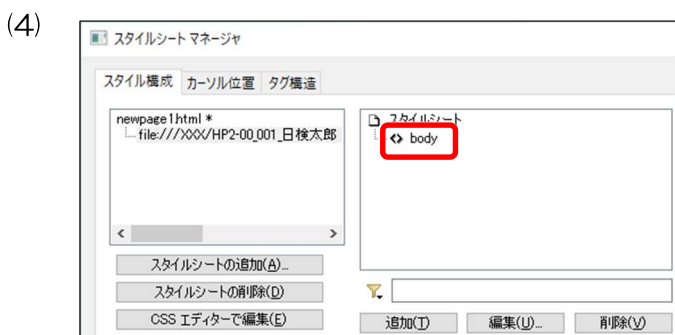 (4)
スタイルシート マネージャ
スタイル構成 カーソル位置 タグ構造
newpage1.html *
file:///XXX/HP2-00_001_日検太郎
スタイルシート
body
スタイルシートの追加(A)...
スタイルシートの削除(D)
CSS エディターで編集(E)
追加(T) 編集(U)... 削除(V)